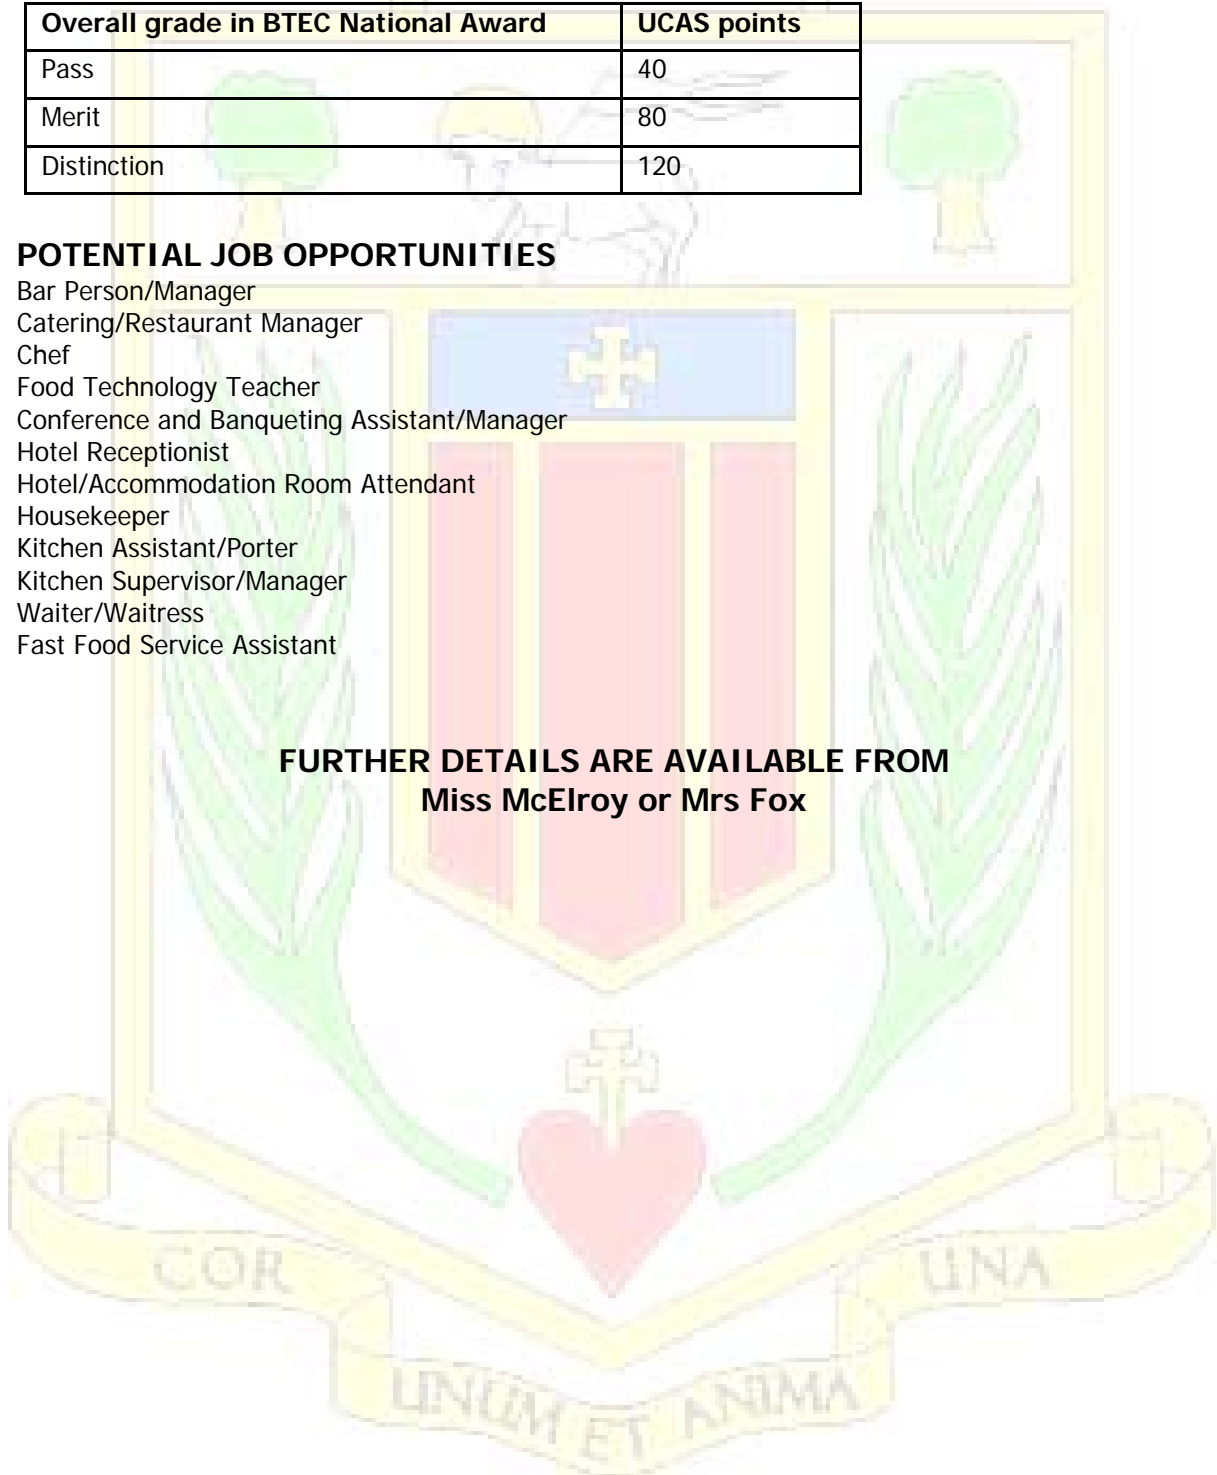 Overall grade in BTEC National Award UCAS points
Pass 40
Merit 80
Distinction 120
POTENTIAL JOB OPPORTUNITIES
Bar Person/Manager
Catering/Restaurant Manager
Chef
Food Technology Teacher
Conference and Banqueting Assistant/Manager
Hotel Receptionist
Hotel/Accommodation Room Attendant
Housekeeper
Kitchen Assistant/Porter
Kitchen Supervisor/Manager
Waiter/Waitress
Fast Food Service Assistant
FURTHER DETAILS ARE AVAILABLE FROM
Miss McElroy or Mrs Fox
COR UNUM ET ANIMA UNA